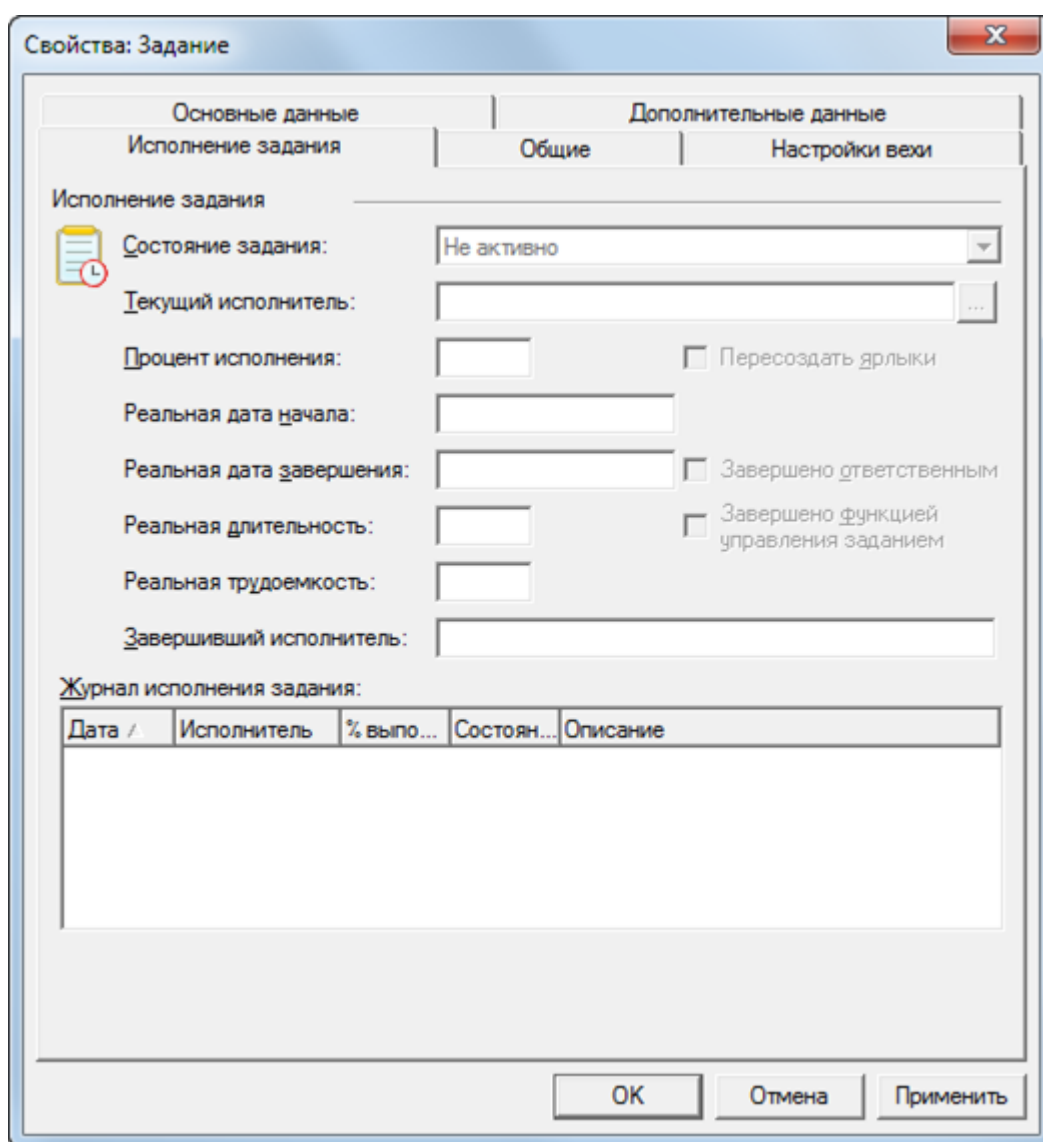 Свойства: Задание
Основные данные
Дополнительные данные
Исполнение задания
Общие
Настройки вехи
Исполнение задания
Состояние задания:
Не активно
Текущий исполнитель:
...
Процент исполнения:
Пересоздать ярлыки
Реальная дата начала:
Реальная дата завершения:
Завершено ответственным
Реальная длительность:
Завершено функцией
управления заданием
Реальная трудоемкость:
Завершивший исполнитель:
Журнал исполнения задания:
Дата
Исполнитель
% выпо...
Состоян...
Описание
OK
Отмена
Применить